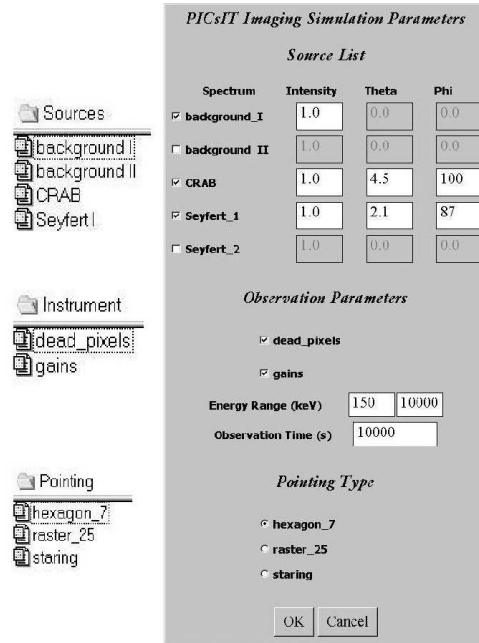 Sources
background I
background II
CRAB
Seyfert I
Instrument
dead_pixels
gains
Pointing
hexagon_7
raster_25
staring
PICsIT Imaging Simulation Parameters
Source List
Spectrum Intensity Theta Phi
background_I 1.0 0.0 0.0
background II 1.0 0.0 0.0
CRAB 1.0 4.5 100
Seyfert_1 1.0 2.1 87
Seyfert_2 1.0 0.0 0.0
Observation Parameters
dead_pixels
gains
Energy Range (keV) 150 10000
Observation Time (s) 10000
Pointing Type
hexagon_7
raster_25
staring
OK Cancel